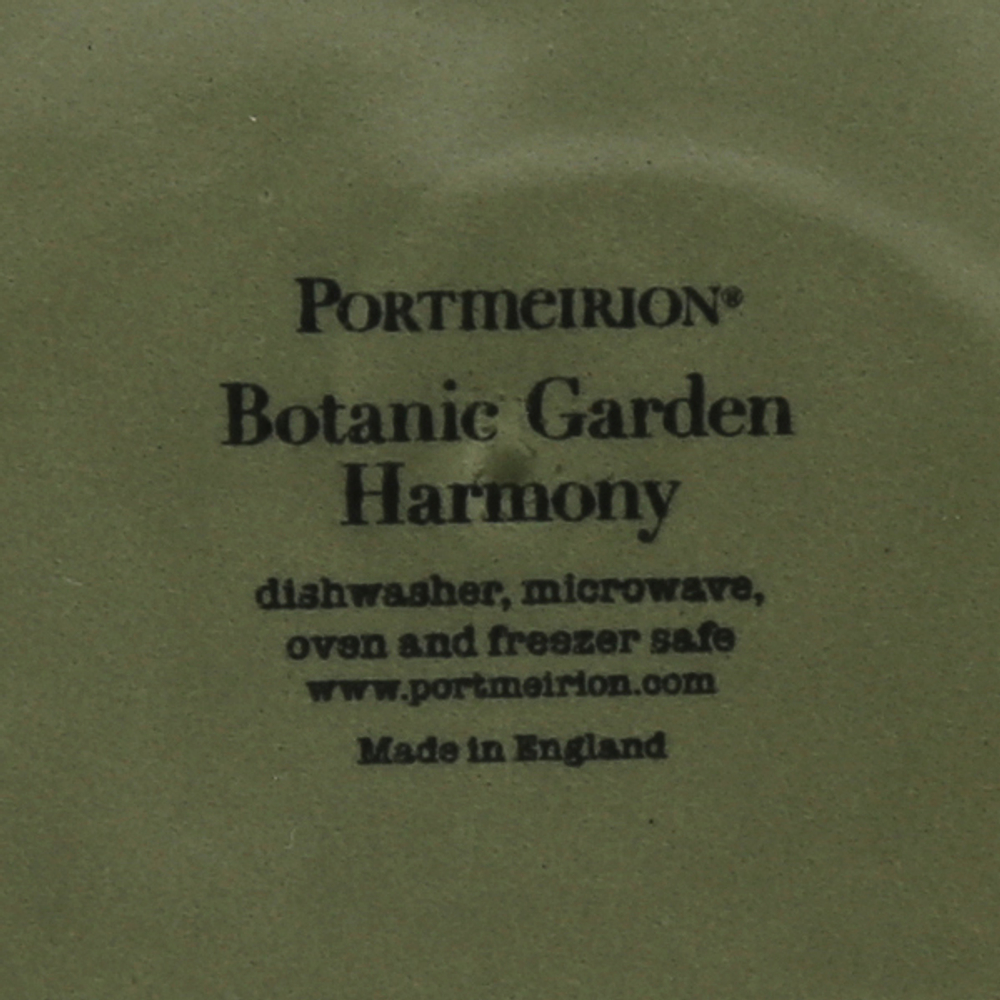 PORTMEIRION®
Botanic Garden
Harmony
dishwasher, microwave,
oven and freezer safe
www.portmeirion.com
Made in England